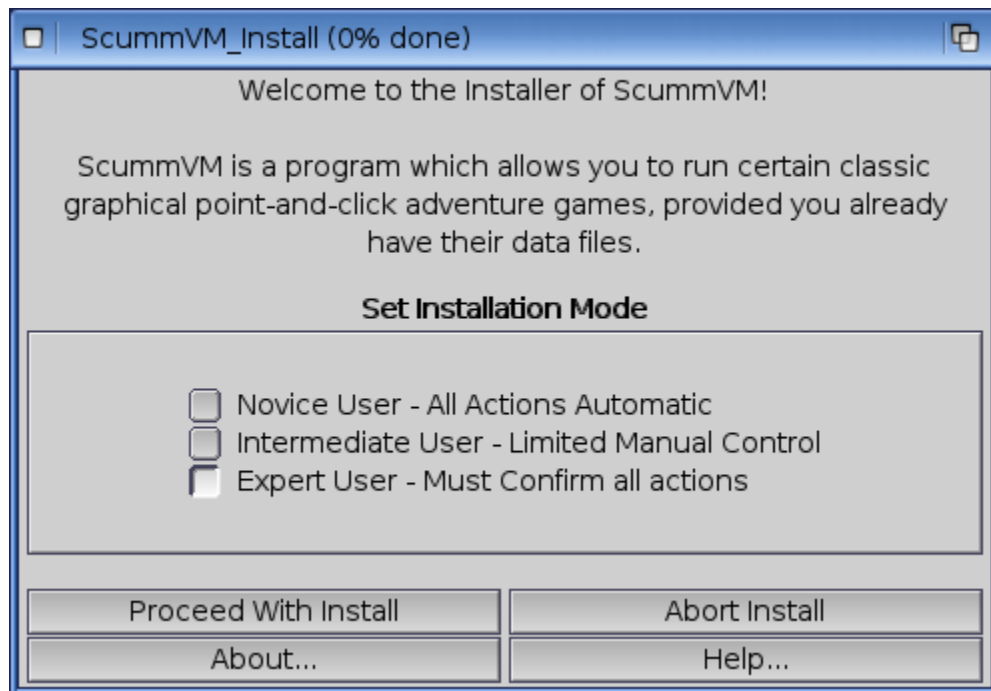 ScummVM_Install (0% done)
Welcome to the Installer of ScummVM!
ScummVM is a program which allows you to run certain classic
graphical point-and-click adventure games, provided you already
have their data files.
Set Installation Mode
Novice User - All Actions Automatic
Intermediate User - Limited Manual Control
Expert User - Must Confirm all actions
Proceed With Install
Abort Install
About...
Help...